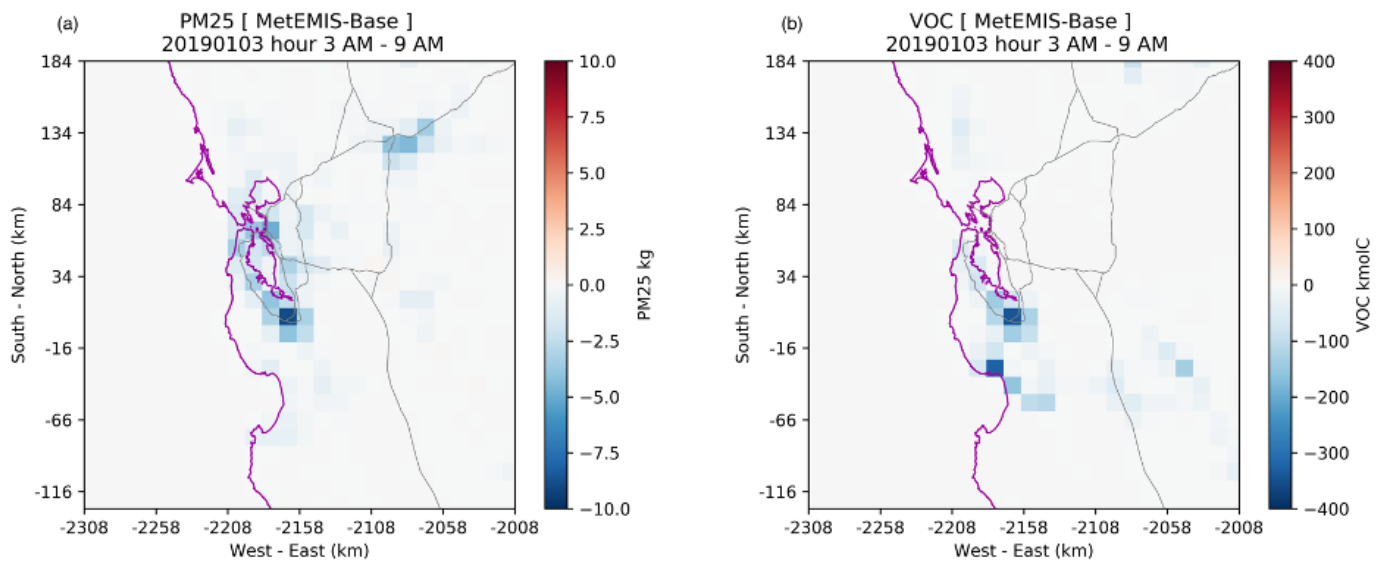 (a)
PM25 [ MetEMIS-Base ]
20190103 hour 3 AM - 9 AM
184
134
84
34
-16
-66
-116
South - North (km)
-2308 -2258 -2208 -2158 -2108 -2058 -2008
West - East (km)
10.0
7.5
5.0
2.5
0.0
−2.5
−5.0
−7.5
−10.0
PM25 kg
(b)
VOC [ MetEMIS-Base ]
20190103 hour 3 AM - 9 AM
184
134
84
34
-16
-66
-116
South - North (km)
-2308 -2258 -2208 -2158 -2108 -2058 -2008
West - East (km)
400
300
200
100
0
−100
−200
−300
−400
VOC kmolC